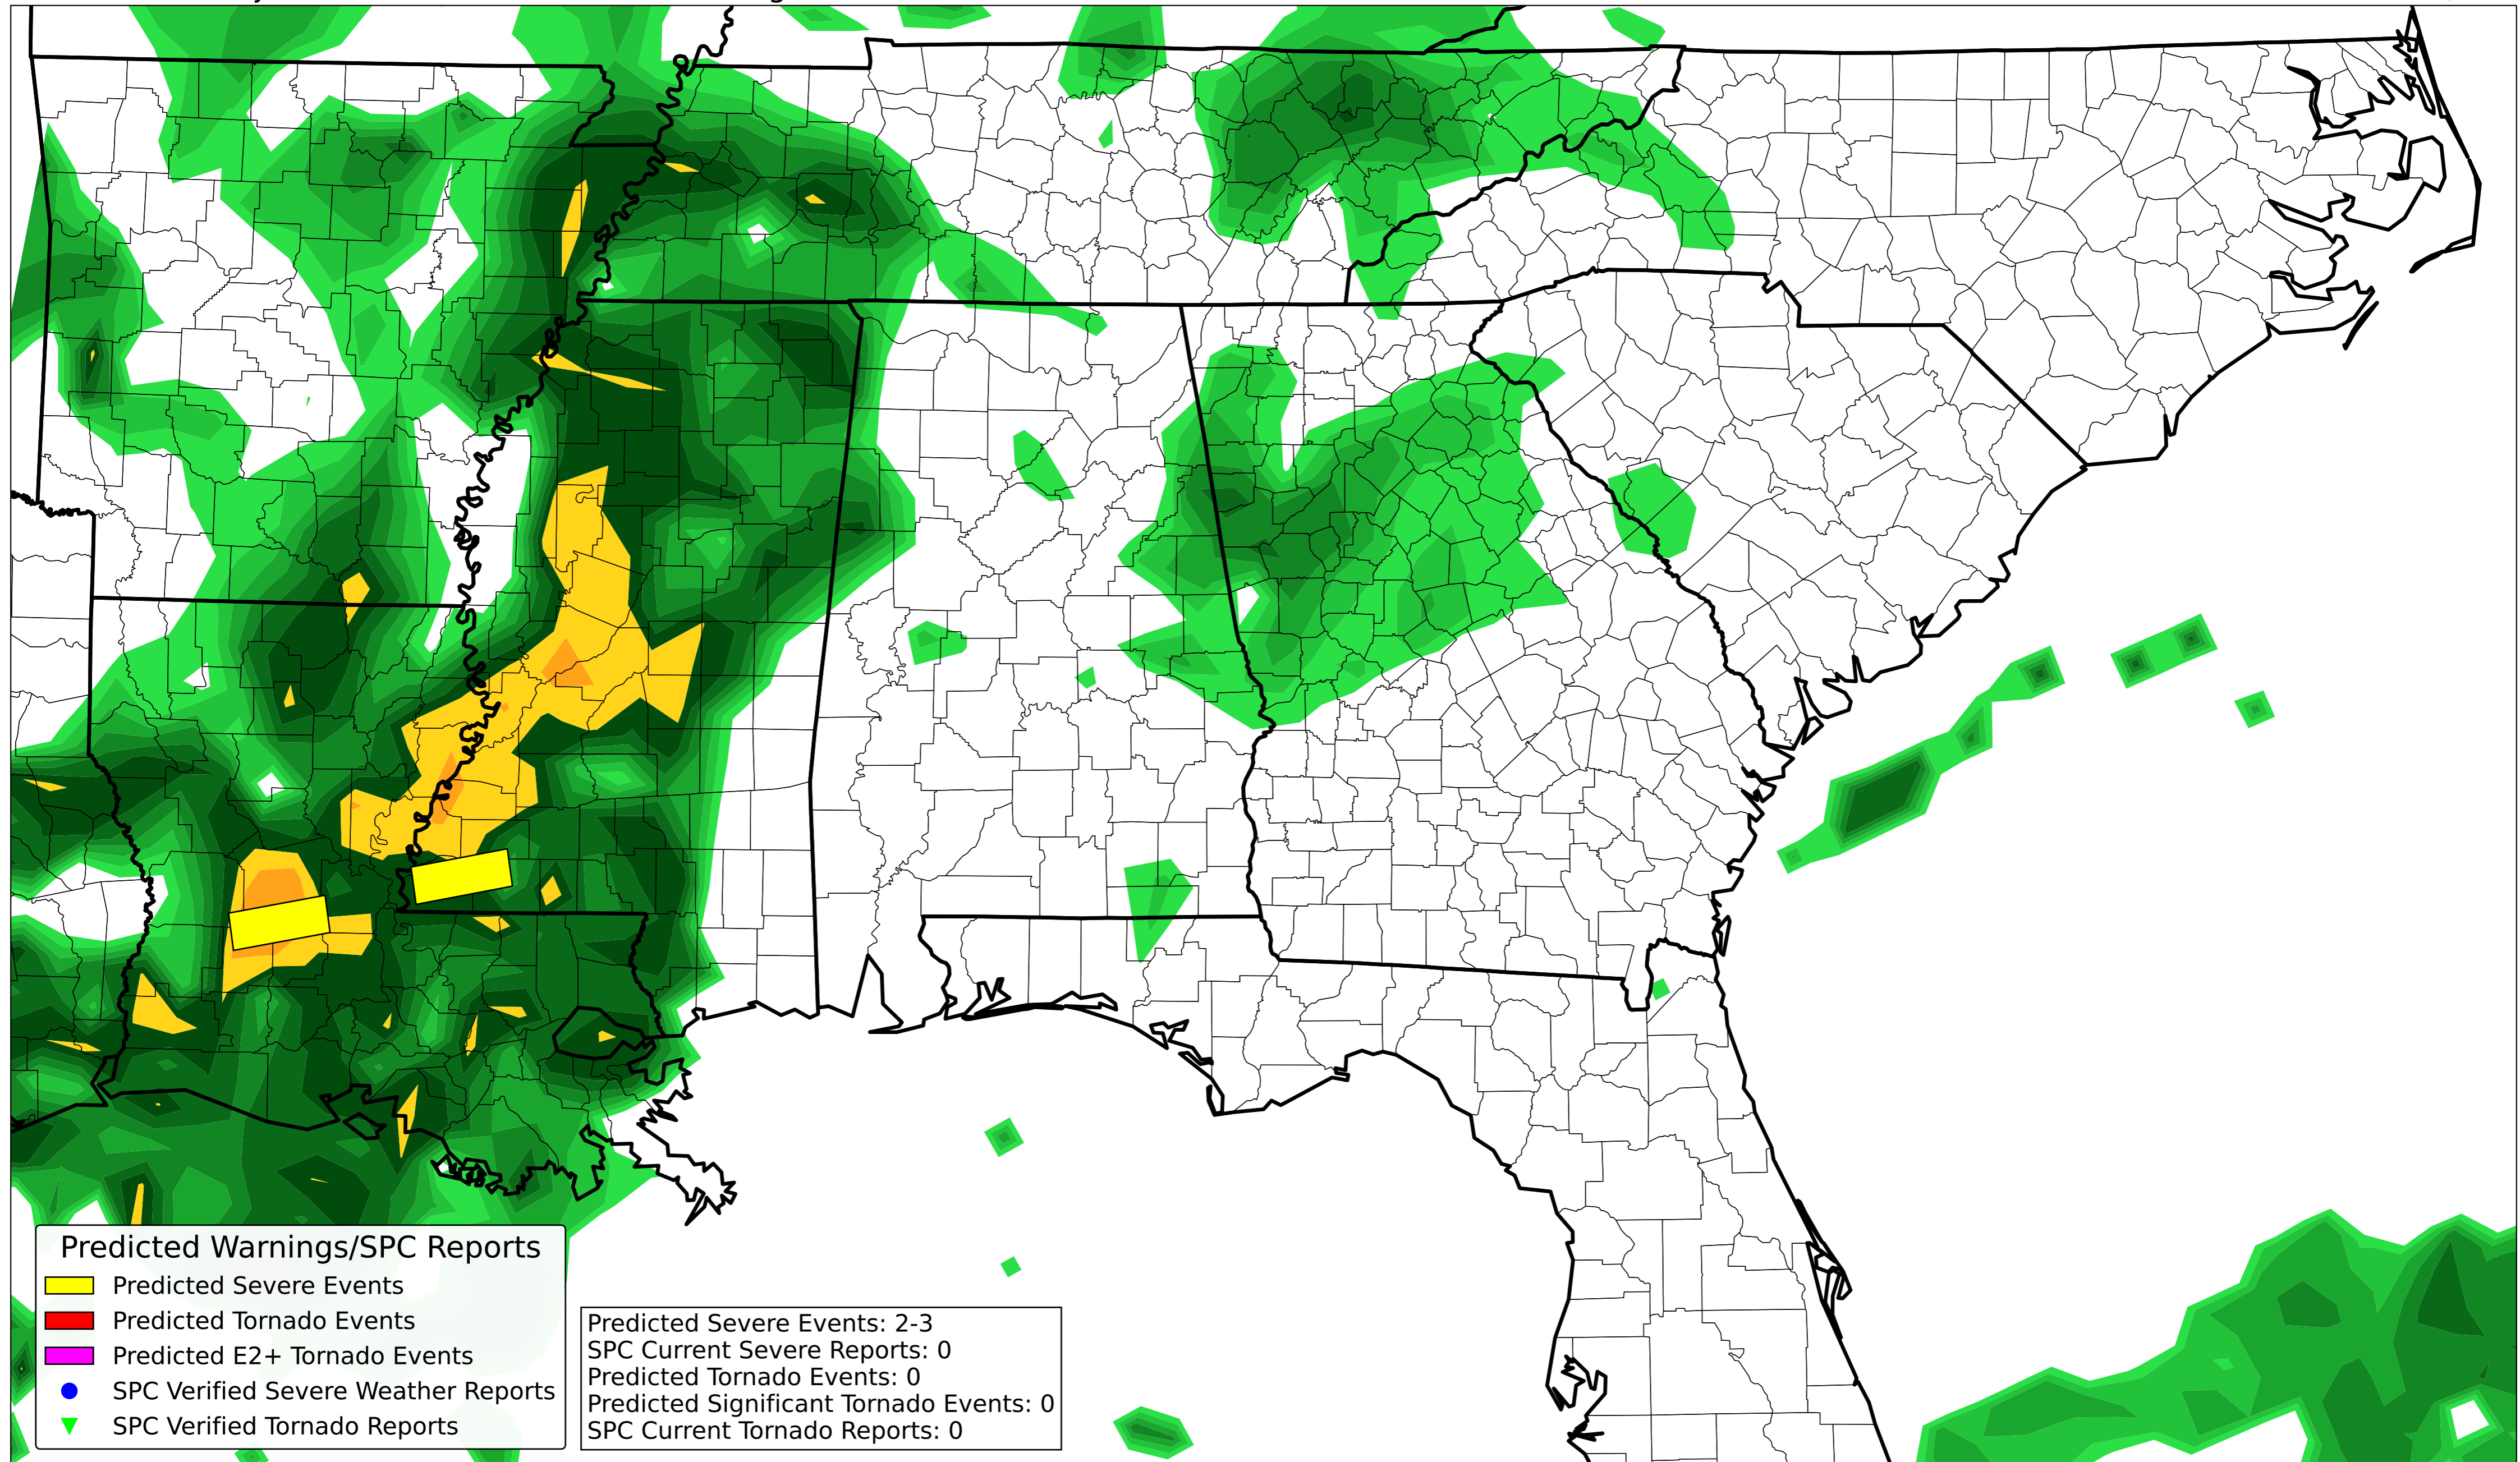 Predicted Warnings/SPC Reports
Predicted Severe Events
Predicted Tornado Events
Predicted E2+ Tornado Events
SPC Verified Severe Weather Reports
SPC Verified Tornado Reports
Predicted Severe Events: 2-3
SPC Current Severe Reports: 0
Predicted Tornado Events: 0
Predicted Significant Tornado Events: 0
SPC Current Tornado Reports: 0